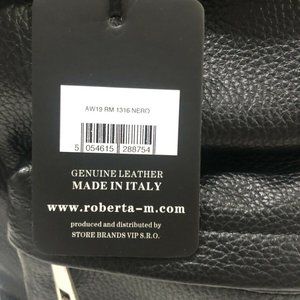 AW19 RM 1316 NERO
5 054615 288754
GENUINE LEATHER
MADE IN ITALY
www.roberta-m.com
produced and distributed by
STORE BRANDS VIP S.R.O.